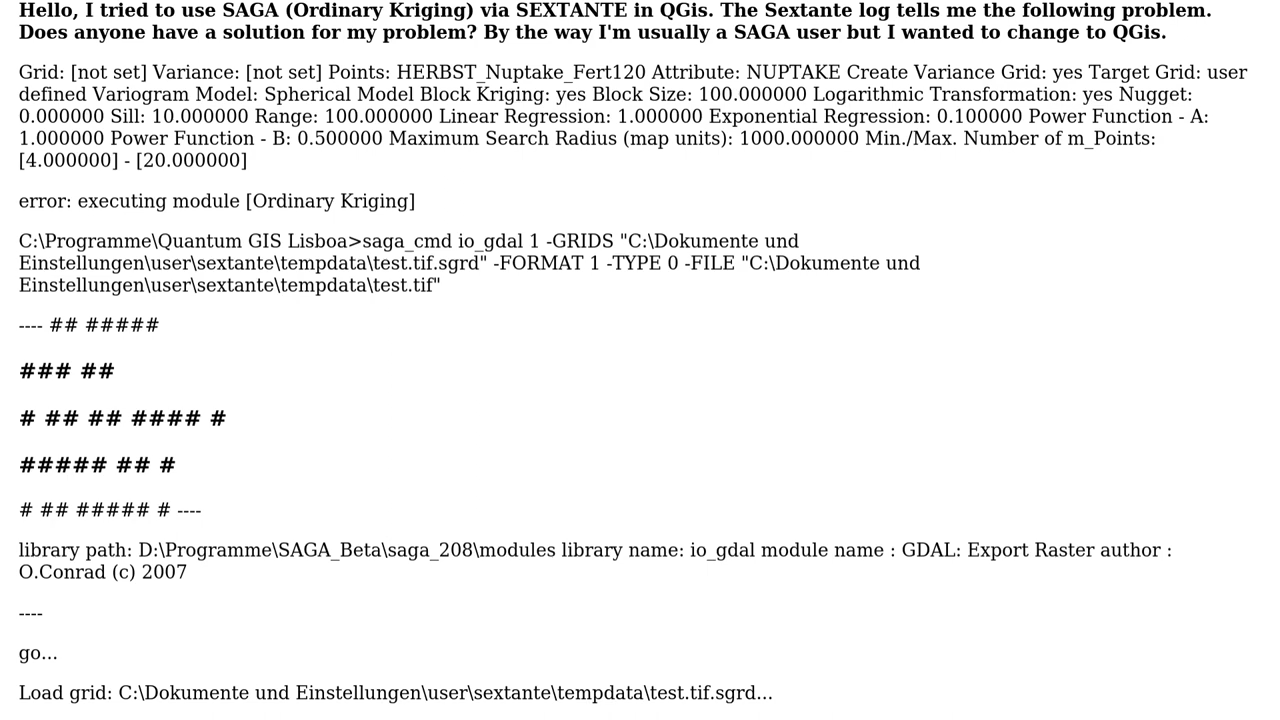 Hello, I tried to use SAGA (Ordinary Kriging) via SEXTANTE in QGis. The Sextante log tells me the following problem.
Does anyone have a solution for my problem? By the way I'm usually a SAGA user but I wanted to change to QGis.
Grid: [not set] Variance: [not set] Points: HERBST_Nuptake_Fert120 Attribute: NUPTAKE Create Variance Grid: yes Target Grid: user
defined Variogram Model: Spherical Model Block Kriging: yes Block Size: 100.000000 Logarithmic Transformation: yes Nugget:
0.000000 Sill: 10.000000 Range: 100.000000 Linear Regression: 1.000000 Exponential Regression: 0.100000 Power Function - A:
1.000000 Power Function - B: 0.500000 Maximum Search Radius (map units): 1000.000000 Min./Max. Number of m_Points:
[4.000000] - [20.000000]
error: executing module [Ordinary Kriging]
C:\Programme\Quantum GIS Lisboa>saga_cmd io_gdal 1 -GRIDS "C:\Dokumente und
Einstellungen\user\sextante\tempdata\test.tif.sgrd" -FORMAT 1 -TYPE 0 -FILE "C:\Dokumente und
Einstellungen\user\sextante\tempdata\test.tif"
---- ## #####
### ##
# ## ## #### #
##### ## #
# ## ##### # ----
library path: D:\Programme\SAGA_Beta\saga_208\modules library name: io_gdal module name : GDAL: Export Raster author :
O.Conrad (c) 2007
----
go...
Load grid: C:\Dokumente und Einstellungen\user\sextante\tempdata\test.tif.sgrd...